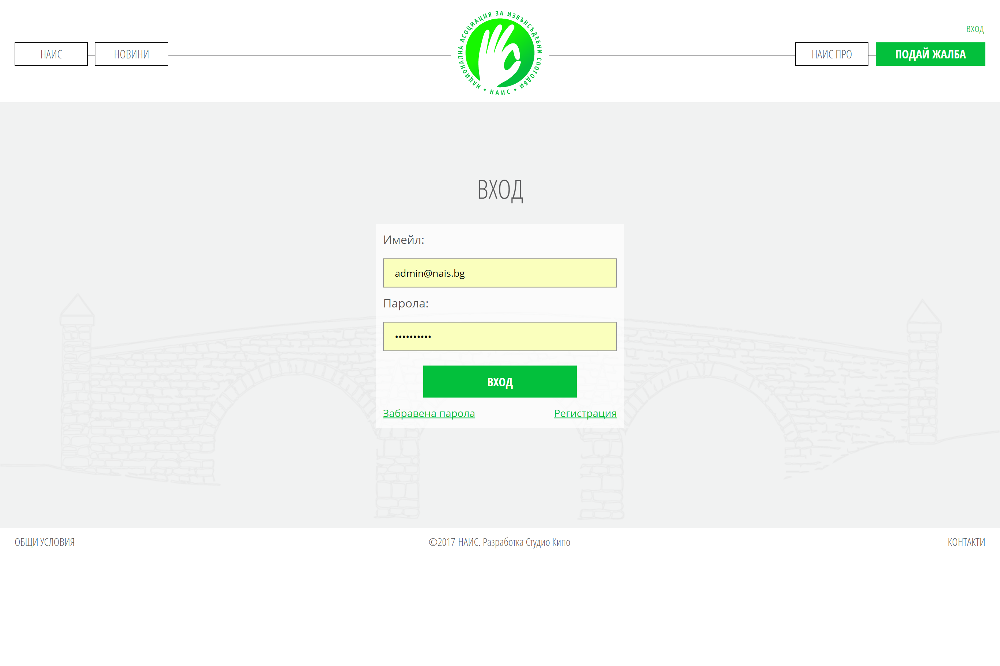 НАЦИОНАЛНА АСОЦИАЦИЯ ЗА ИЗВЪНСЪДЕБНИ СПОГОДБИ • НАИС •
ВХОД
НАИС
НОВИНИ
НАИС ПРО
ПОДАЙ ЖАЛБА
ВХОД
Имейл:
admin@nais.bg
Парола:
••••••••••
ВХОД
Забравена парола
Регистрация
ОБЩИ УСЛОВИЯ
©2017 НАИС. Разработка Студио Кипо
КОНТАКТИ